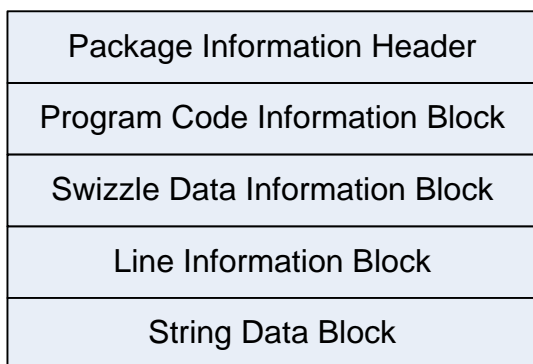 Package Information Header
Program Code Information Block
Swizzle Data Information Block
Line Information Block
String Data Block